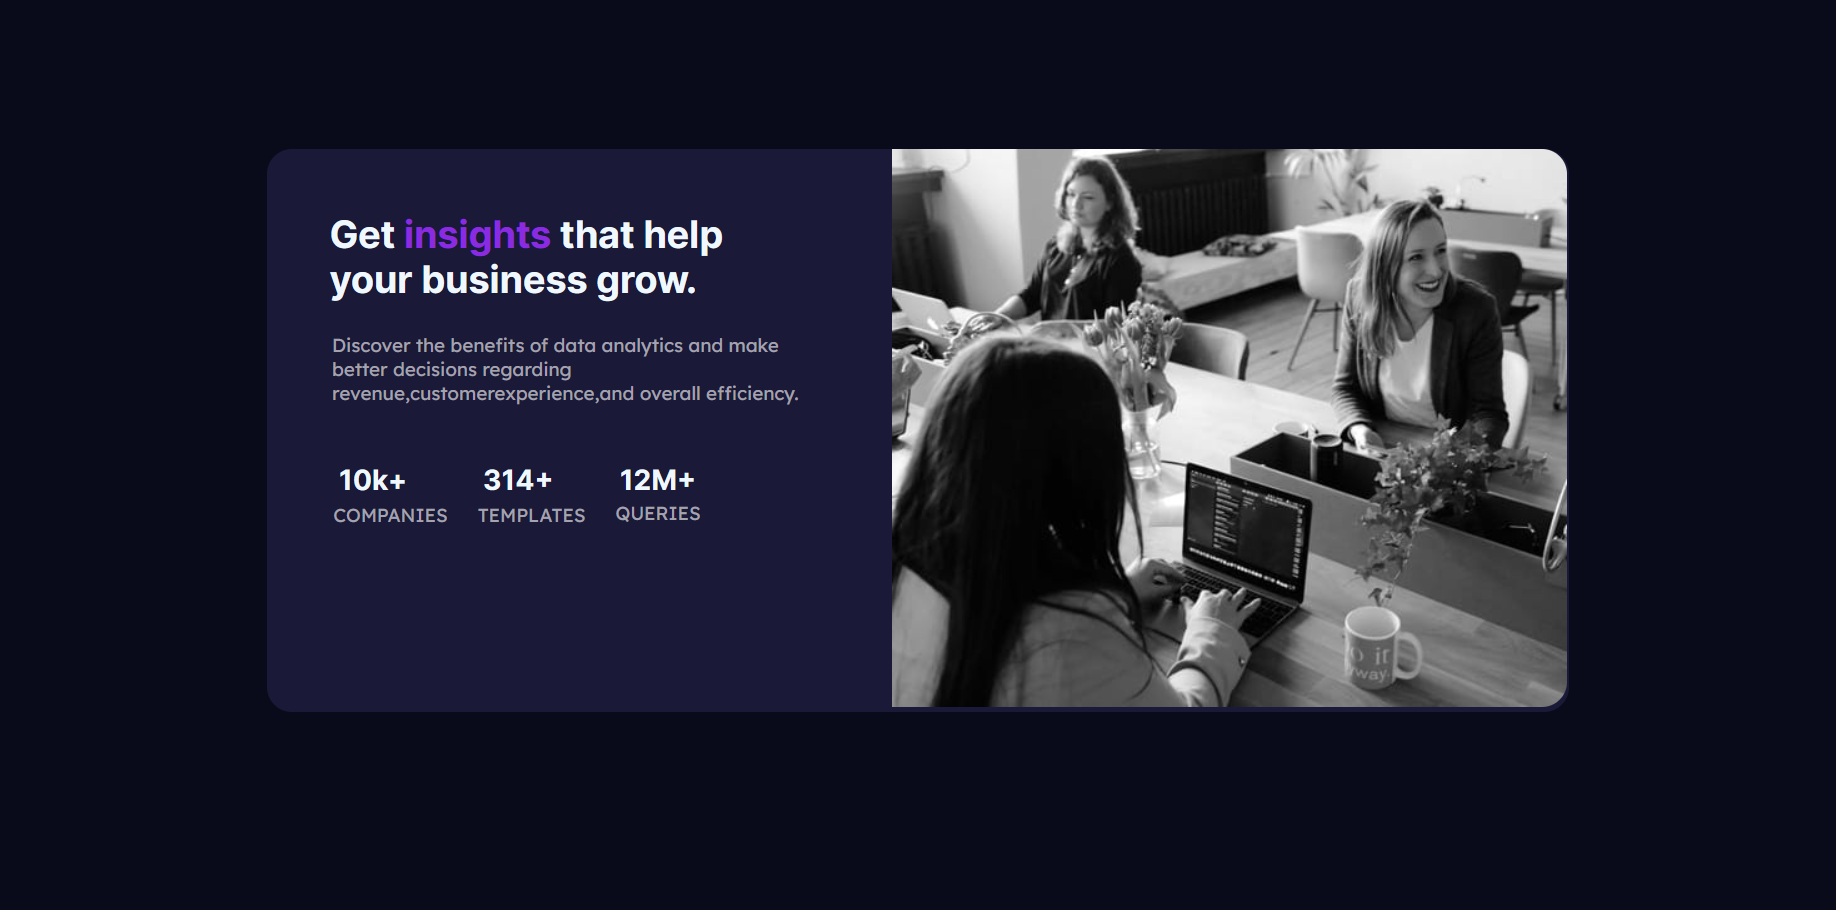 Get insights that help
your business grow.
Discover the benefits of data analytics and make
better decisions regarding
revenue,customerexperience,and overall efficiency.
10k+ 314+ 12M+
COMPANIES TEMPLATES QUERIES
it